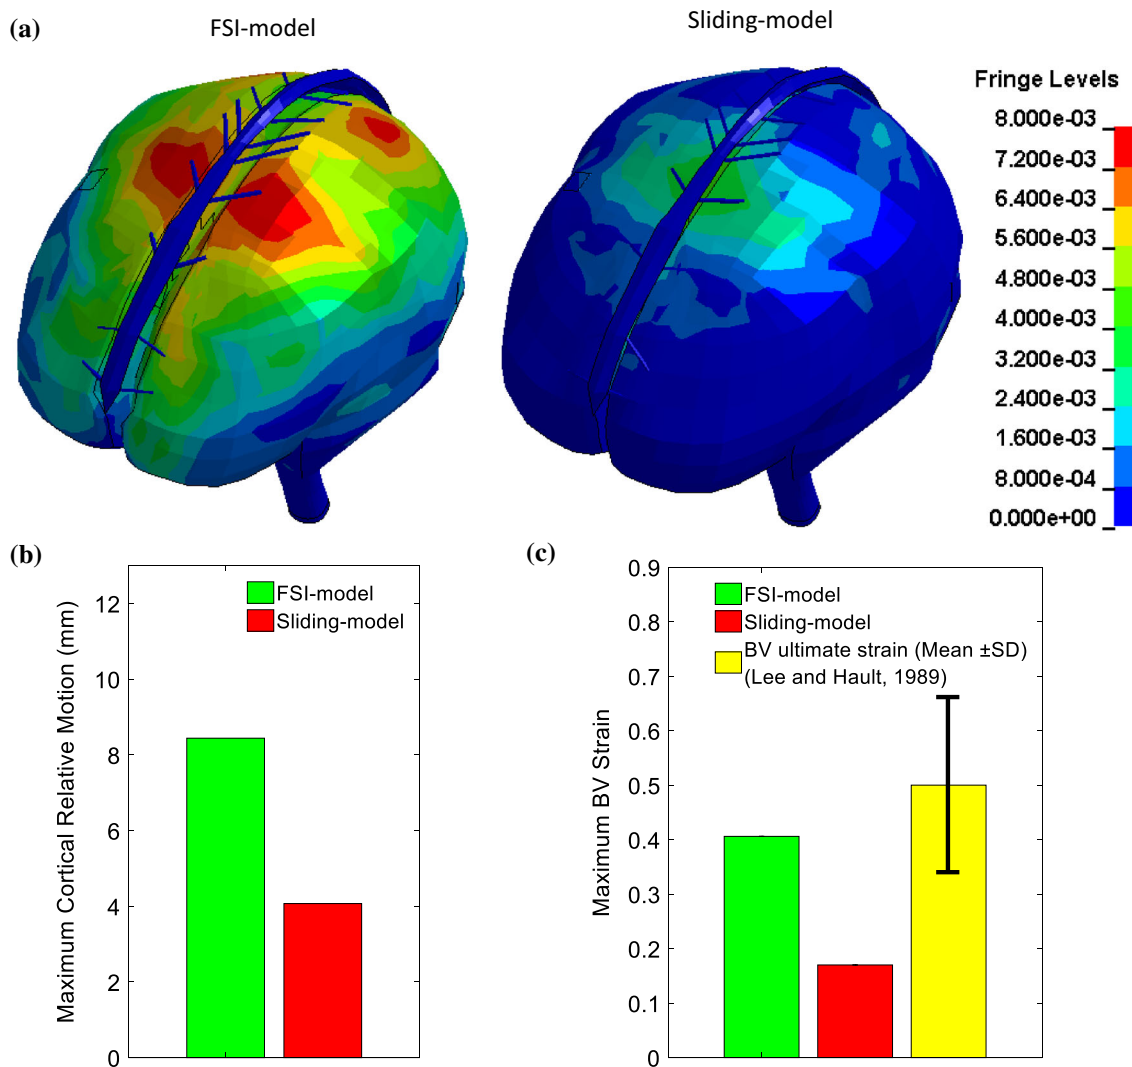 (a)
FSI-model
Sliding-model
Fringe Levels
8.000e-03
7.200e-03
6.400e-03
5.600e-03
4.800e-03
4.000e-03
3.200e-03
2.400e-03
1.600e-03
8.000e-04
0.000e+00
(b)
Maximum Cortical Relative Motion (mm)
12
10
8
6
4
2
0
FSI-model
Sliding-model
(c)
Maximum BV Strain
0.9
0.8
0.7
0.6
0.5
0.4
0.3
0.2
0.1
0
FSI-model
Sliding-model
BV ultimate strain (Mean ±SD)
(Lee and Hault, 1989)